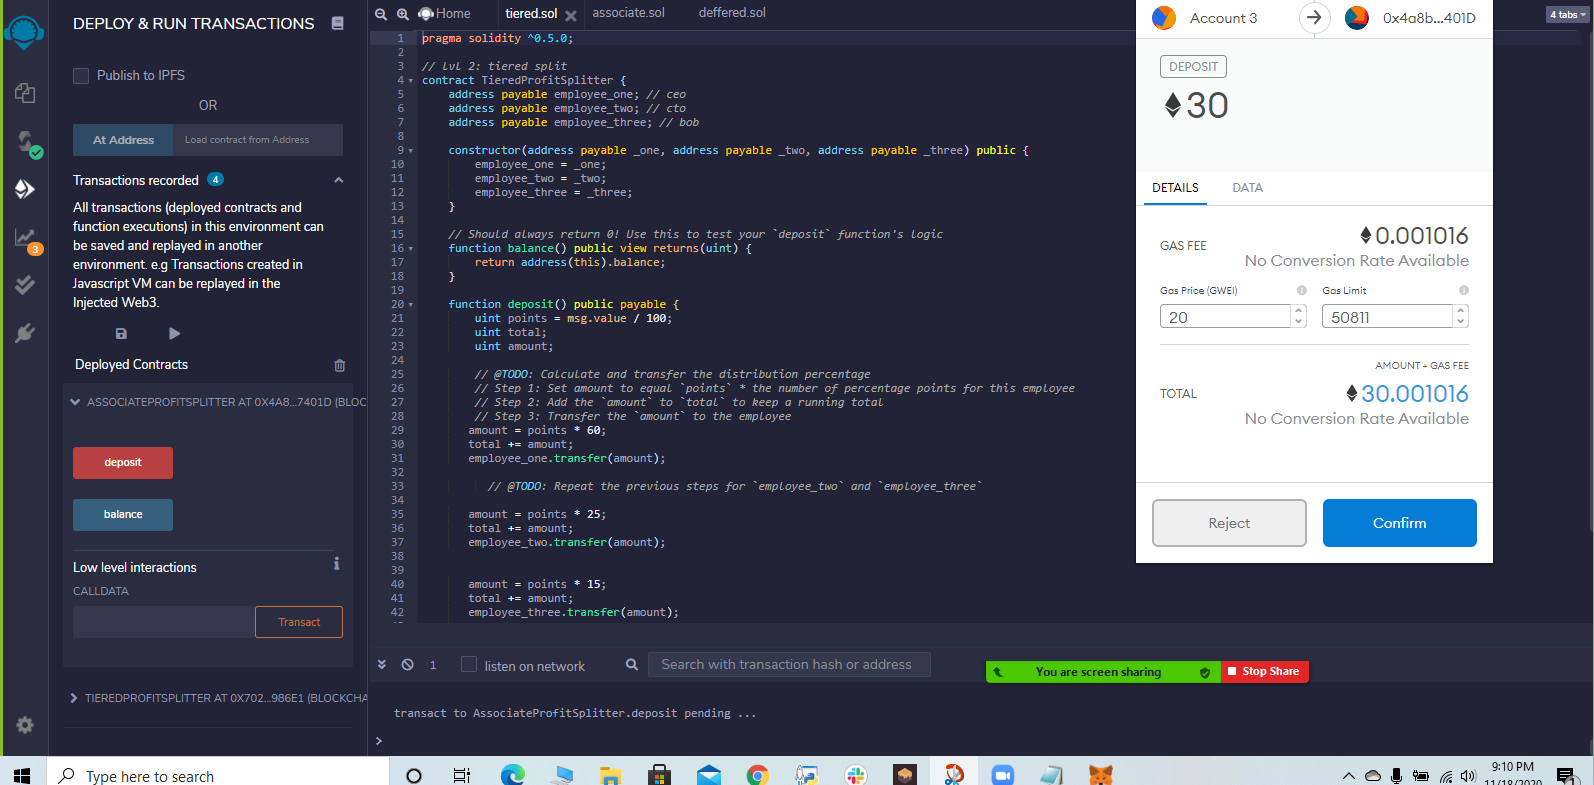 DEPLOY & RUN TRANSACTIONS
Publish to IPFS
OR
At Address
Load contract from Address
Transactions recorded 4
All transactions (deployed contracts and
function executions) in this environment can
be saved and replayed in another
environment. e.g Transactions created in
Javascript VM can be replayed in the
Injected Web3.
Deployed Contracts
ASSOCIATEPROFITSPLITTER AT 0X4A8...7401D (BLOC
deposit
balance
Low level interactions
CALLDATA
Transact
TIEREDPROFITSPLITTER AT 0X702...986E1 (BLOCKCHA
3
Home
tiered.sol
associate.sol
deffered.sol
4 tabs
1 pragma solidity ^0.5.0;
2
3 // lvl 2: tiered split
4 contract TieredProfitSplitter {
5 address payable employee_one; // ceo
6 address payable employee_two; // cto
7 address payable employee_three; // bob
8
9 constructor(address payable _one, address payable _two, address payable _three) public {
10 employee_one = _one;
11 employee_two = _two;
12 employee_three = _three;
13 }
14
15 // Should always return 0! Use this to test your `deposit` function's logic
16 function balance() public view returns(uint) {
17 return address(this).balance;
18 }
19
20 function deposit() public payable {
21 uint points = msg.value / 100;
22 uint total;
23 uint amount;
24
25 // @TODO: Calculate and transfer the distribution percentage
26 // Step 1: Set amount to equal `points` * the number of percentage points for this employee
27 // Step 2: Add the `amount` to `total` to keep a running total
28 // Step 3: Transfer the `amount` to the employee
29 amount = points * 60;
30 total += amount;
31 employee_one.transfer(amount);
32
33 // @TODO: Repeat the previous steps for `employee_two` and `employee_three`
34
35 amount = points * 25;
36 total += amount;
37 employee_two.transfer(amount);
38
39
40 amount = points * 15;
41 total += amount;
42 employee_three.transfer(amount);
1
listen on network
Search with transaction hash or address
transact to AssociateProfitSplitter.deposit pending ...
>
You are screen sharing
Stop Share
Account 3
0x4a8b...401D
DEPOSIT
30
DETAILS
DATA
GAS FEE
0.001016
No Conversion Rate Available
Gas Price (GWEI)
Gas Limit
20
50811
AMOUNT + GAS FEE
TOTAL
30.001016
No Conversion Rate Available
Reject
Confirm
Type here to search
9:10 PM
11/18/2020
1